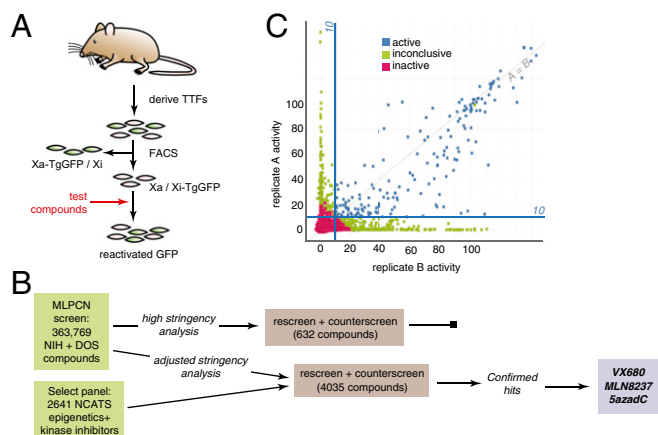 A
derive TTFs
FACS
Xa-TgGFP / Xi
Xa / Xi-TgGFP
test
compounds
reactivated GFP
C
10
active
inconclusive
inactive
A = B
replicate A activity
100
80
60
40
20
0
10
0
20
40
60
80
100
replicate B activity
B
MLPCN
screen:
363,769
NIH + DOS
compounds
high stringency
analysis
rescreen + counterscreen
(632 compounds)
adjusted stringency
analysis
rescreen + counterscreen
(4035 compounds)
Confirmed
hits
VX680
MLN8237
5azadC
Select panel:
2641 NCATS
epigenetics+
kinase inhibitors